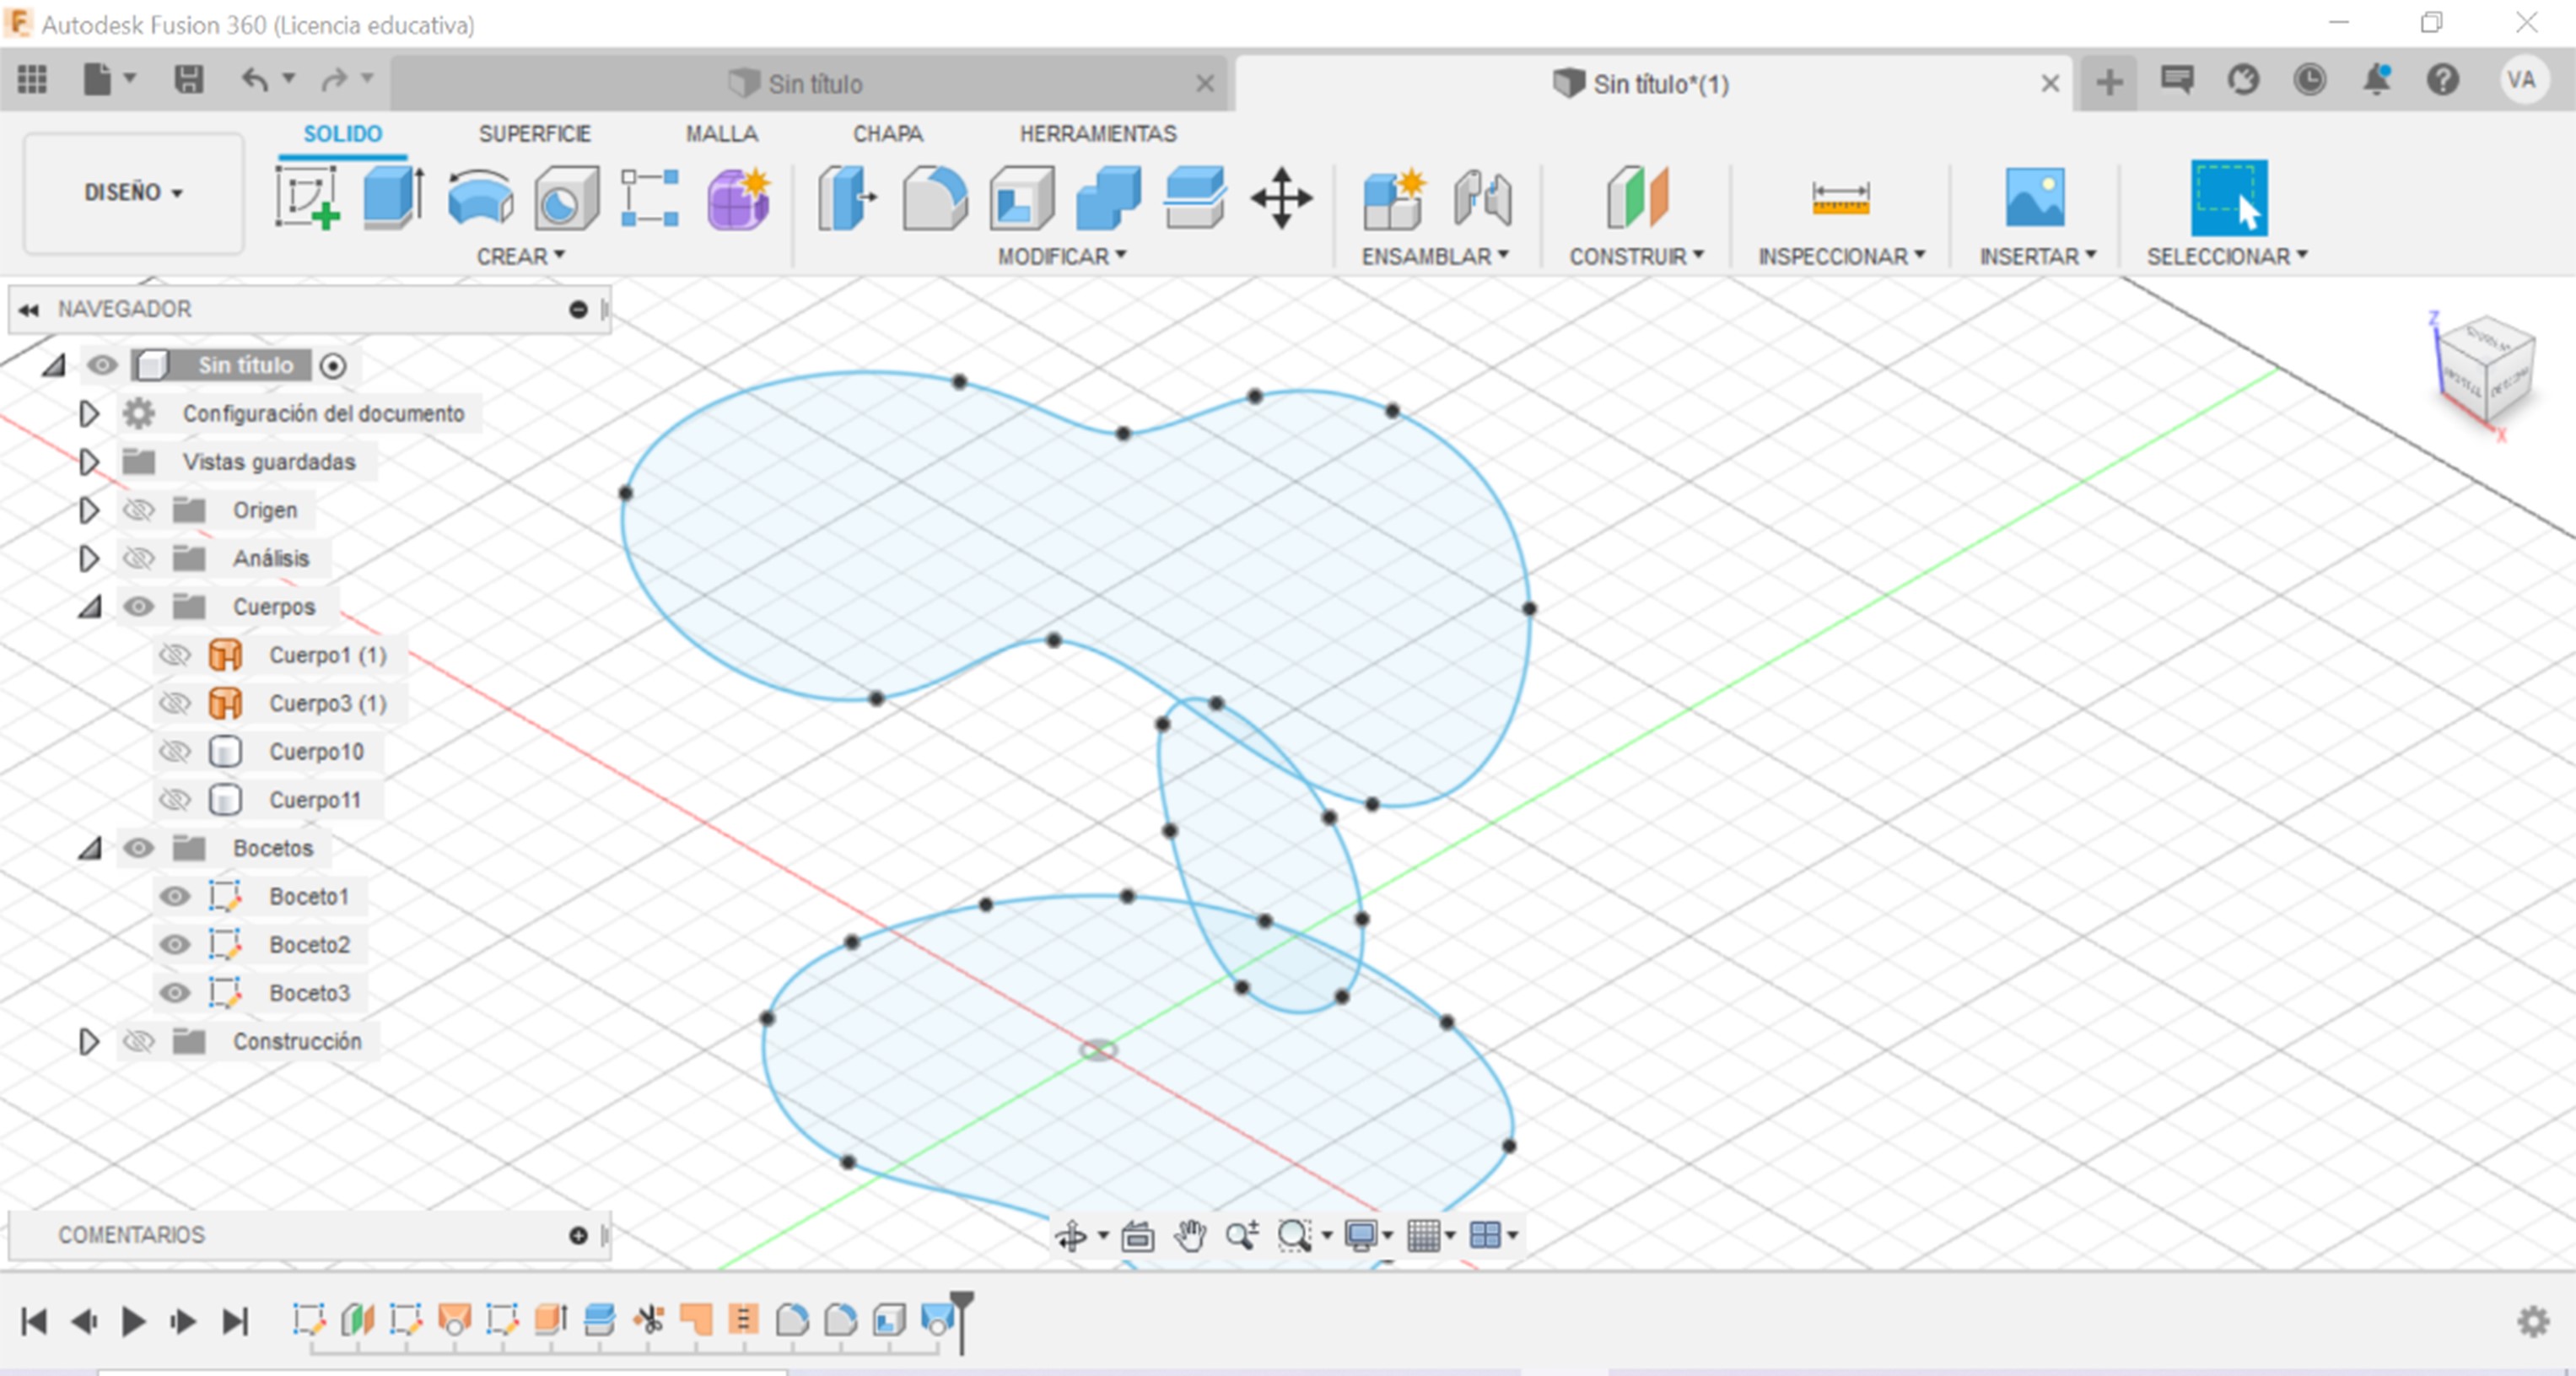 Autodesk Fusion 360 (Licencia educativa)
Sin título
Sin título*(1)
VA
SOLIDO
SUPERFICIE
MALLA
CHAPA
HERRAMIENTAS
DISEÑO
CREAR
MODIFICAR
ENSAMBLAR
CONSTRUIR
INSPECCIONAR
INSERTAR
SELECCIONAR
NAVEGADOR
Z
X
Sin título
Configuración del documento
Vistas guardadas
Origen
Análisis
Cuerpos
Cuerpo1 (1)
Cuerpo3 (1)
Cuerpo10
Cuerpo11
Bocetos
Boceto1
Boceto2
Boceto3
Construcción
COMENTARIOS